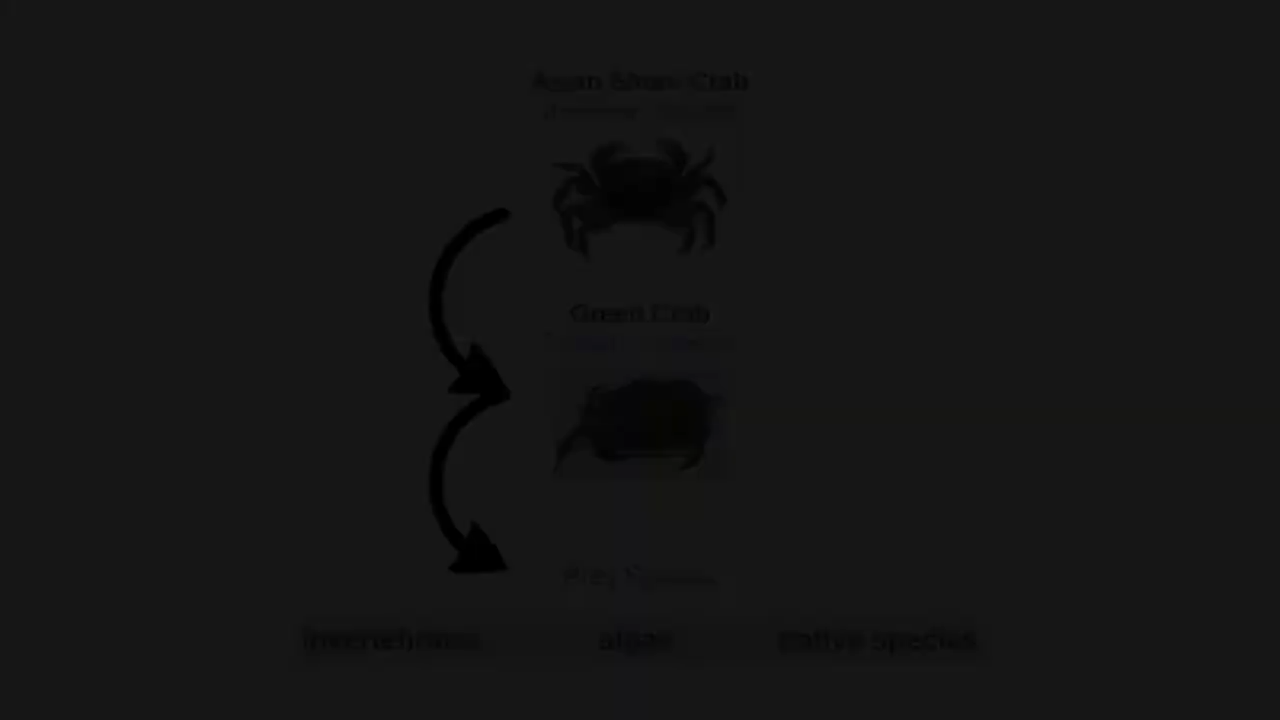 Asian Shore Crab
Green Crab
Prey Species
invertebrates algae native species